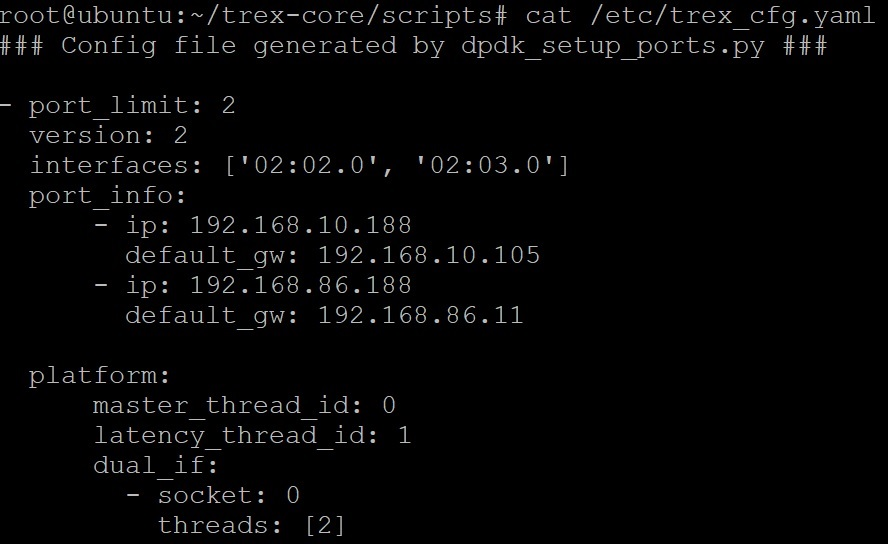 root@ubuntu:~/trex-core/scripts# cat /etc/trex_cfg.yaml
### Config file generated by dpdk_setup_ports.py ###
- port_limit: 2
  version: 2
  interfaces: ['02:02.0', '02:03.0']
  port_info:
      - ip: 192.168.10.188
        default_gw: 192.168.10.105
      - ip: 192.168.86.188
        default_gw: 192.168.86.11
  platform:
      master_thread_id: 0
      latency_thread_id: 1
      dual_if:
        - socket: 0
          threads: [2]